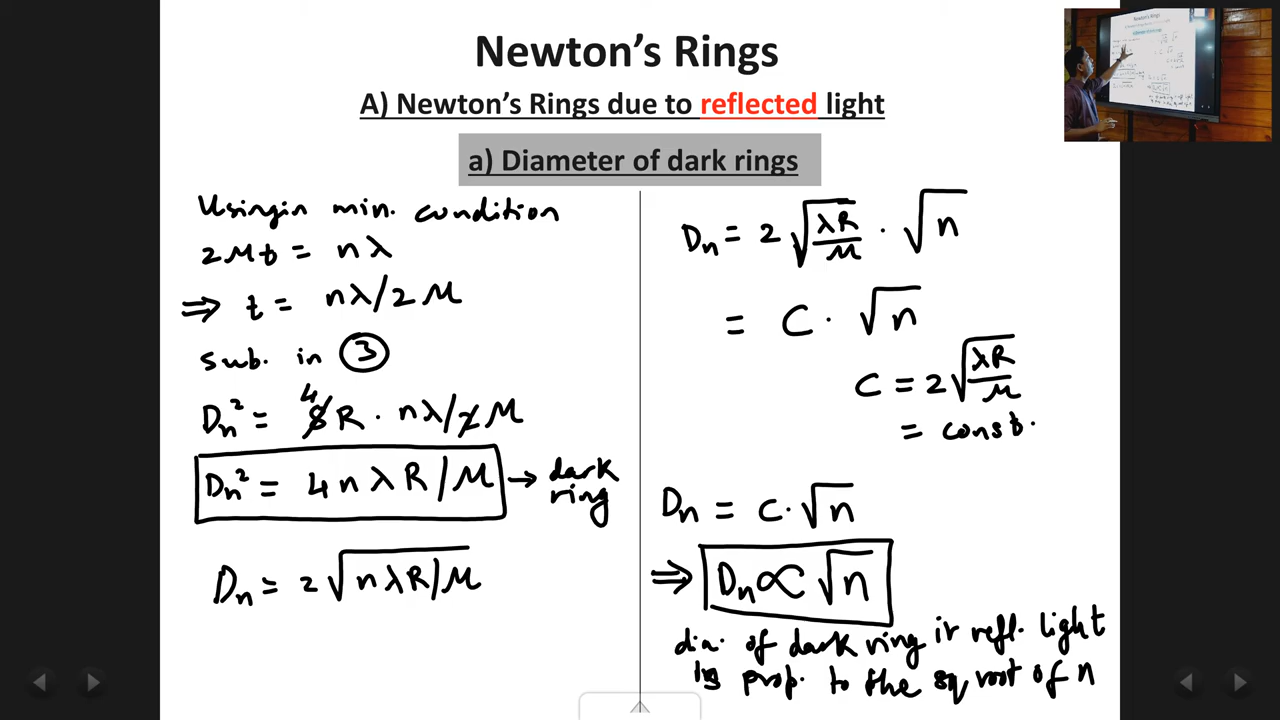 Newton's Rings
A) Newton's Rings due to reflected light
a) Diameter of dark rings
Usingin min. condition
2μt = nλ
⇒ t = nλ/2μ
sub. in ③
Dn² = 4 8R · nλ/2μ
Dn² = 4nλR/μ → dark ring
Dn = 2√nλR/μ
Dn = 2√λR/μ · √n
= C · √n
C = 2√λR/μ
= const.
Dn = C·√n
⇒ Dn ∝ √n
dia. of dark ring ir refl. light
is prop. to the sq root of n